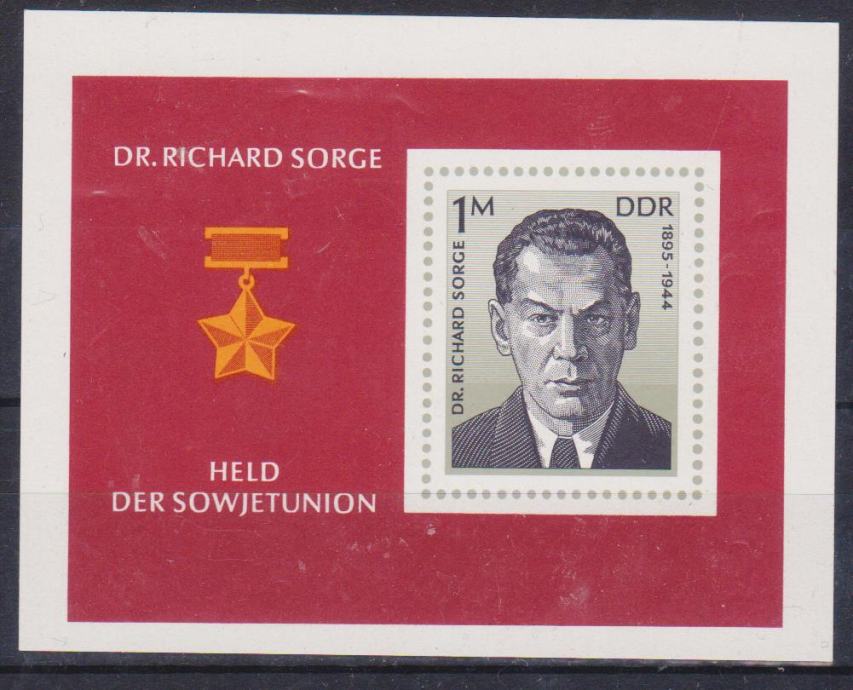 DR. RICHARD SORGE
HELD
DER SOWJETUNION
1M
DDR
DR. RICHARD SORGE
1895-1944